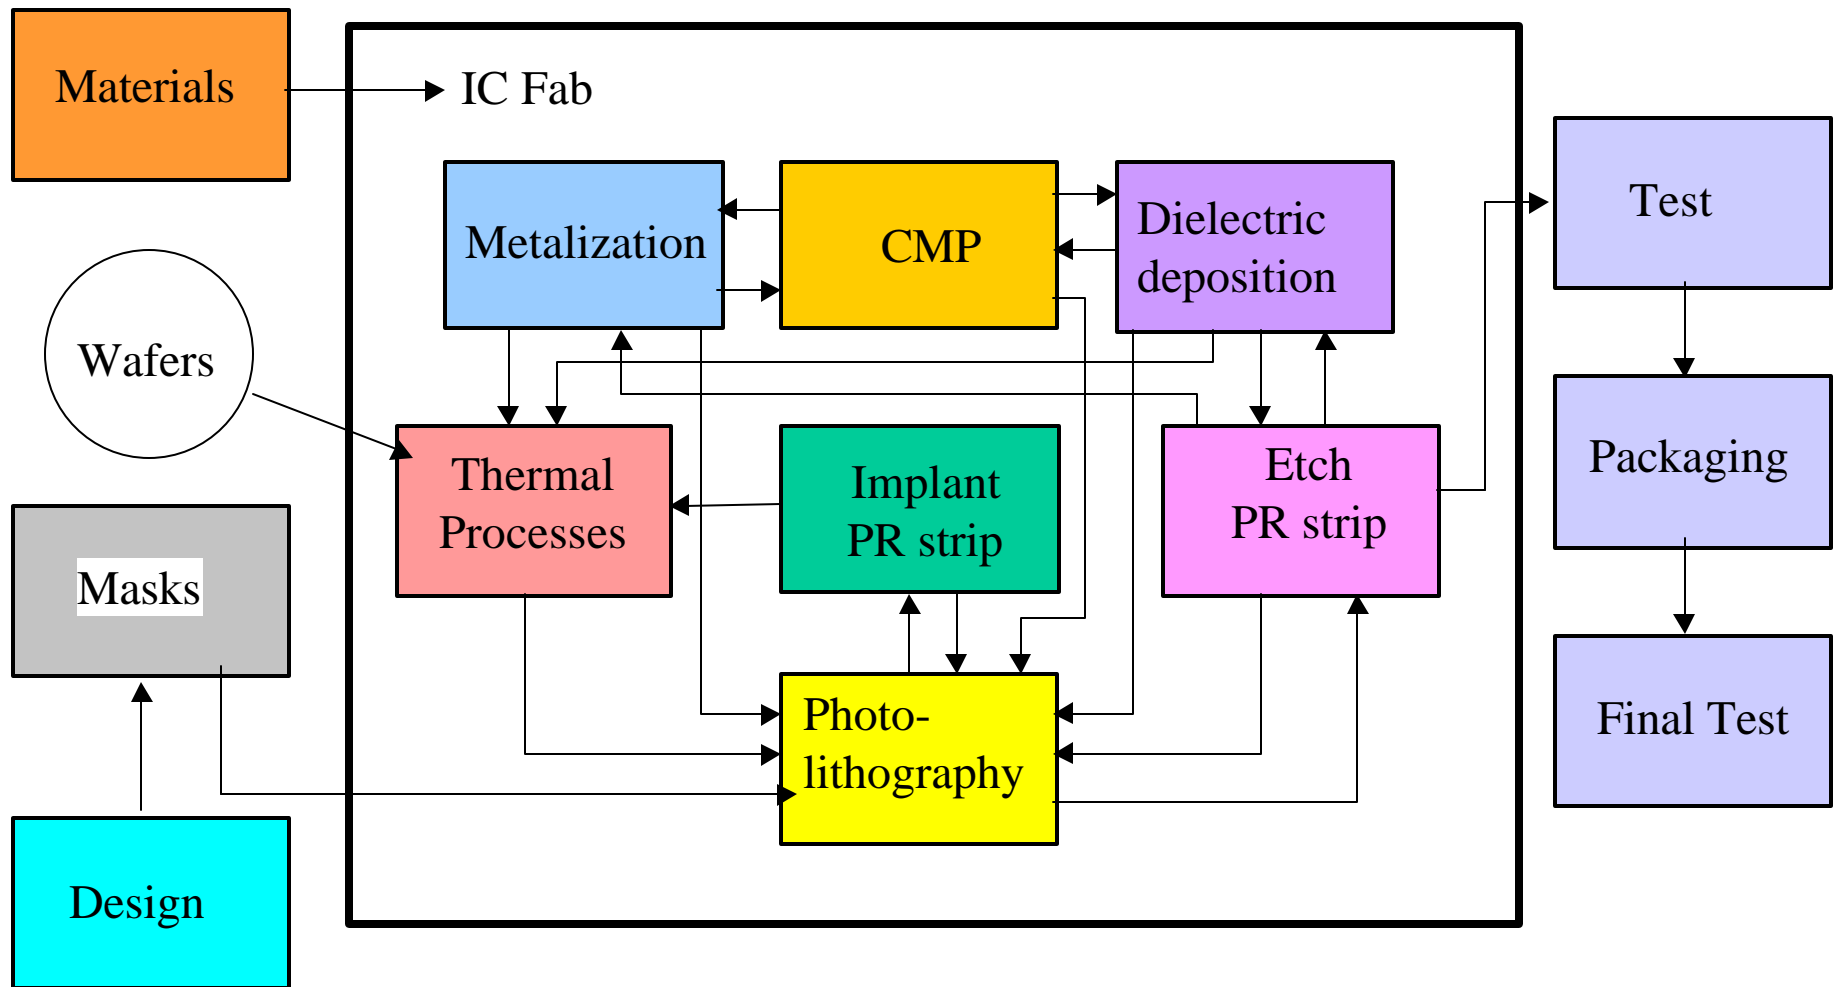 Materials
IC Fab
Metalization
CMP
Dielectric
deposition
Test
Wafers
Thermal
Processes
Implant
PR strip
Etch
PR strip
Packaging
Masks
Photo-
lithography
Final Test
Design